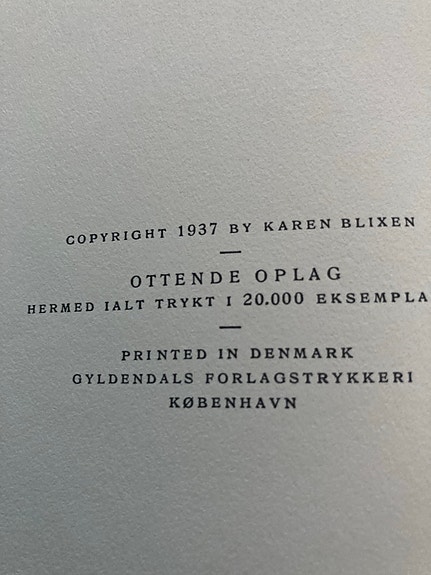 COPYRIGHT 1937 BY KAREN BLIXEN
—
OTTENDE OPLAG
HERMED IALT TRYKT I 20.000 EKSEMPLA
—
PRINTED IN DENMARK
GYLDENDALS FORLAGSTRYKKERI
KØBENHAVN